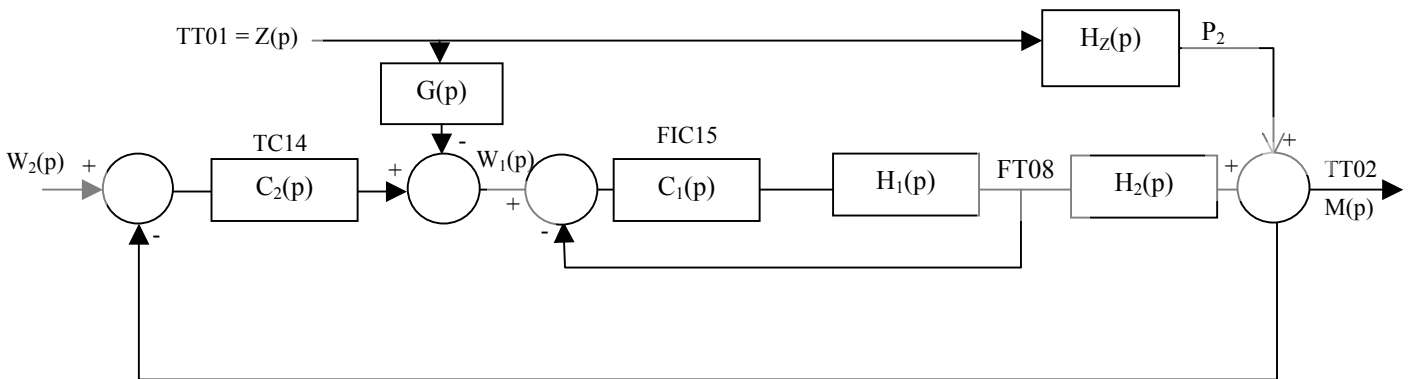 TT01 = Z(p)
H_Z(p)
P_2
G(p)
-
TC14
FIC15
W_2(p)
+
C_2(p)
+
W_1(p)
+
C_1(p)
H_1(p)
FT08
H_2(p)
+
+
TT02
M(p)
-
-